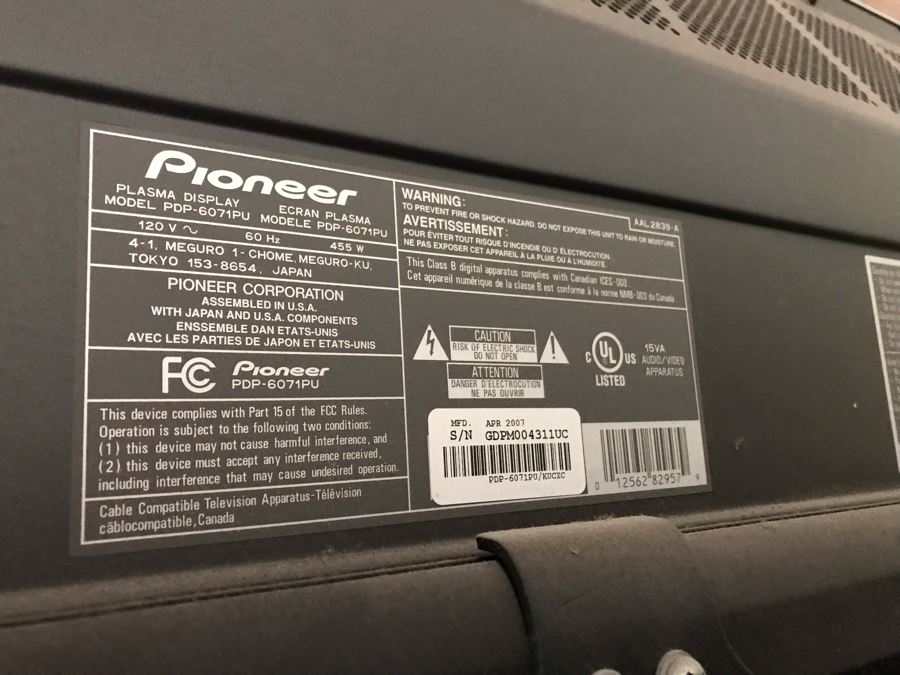 Pioneer
PLASMA DISPLAY
MODEL PDP-6071PU
ECRAN PLASMA
MODELE PDP-6071PU
120 V ～ 60 Hz 455 W
4-1, MEGURO 1-CHOME, MEGURO-KU,
TOKYO 153-8654, JAPAN
PIONEER CORPORATION
ASSEMBLED IN U.S.A.
WITH JAPAN AND U.S.A. COMPONENTS
ENSSEMBLE DAN ETATS-UNIS
AVEC LES PARTIES DE JAPON ET ETATS-UNIS
FC Pioneer
PDP-6071PU
This device complies with Part 15 of the FCC Rules.
Operation is subject to the following two conditions:
(1) this device may not cause harmful interference, and
(2) this device must accept any interference received,
including interference that may cause undesired operation.
Cable Compatible Television Apparatus-Télévision
câblocompatible, Canada
WARNING:
AAL 2839-A
TO PREVENT FIRE OR SHOCK HAZARD, DO NOT EXPOSE THIS UNIT TO RAIN OR MOISTURE.
AVERTISSEMENT:
POUR ÉVITER TOUT RISQUE D'INCENDIE OU D'ÉLECTROCUTION
NE PAS EXPOSER CET APPAREIL À LA PLUIE OU À L'HUMIDITÉ.
This Class B digital apparatus complies with Canadian ICES-003
Cet appareil numérique de la classe B est conforme à la norme NMB-003 du Canada
CAUTION
RISK OF ELECTRIC SHOCK
DO NOT OPEN
ATTENTION
DANGER D'ELECTROCUTION
NE PAS OUVRIR
C UL US
LISTED
15VA
AUDIO/VIDEO
APPARATUS
MFD. APR 2007
S/N GDPM004311UC
PDP-6071PU/KUCXC
0 12562 82957 9